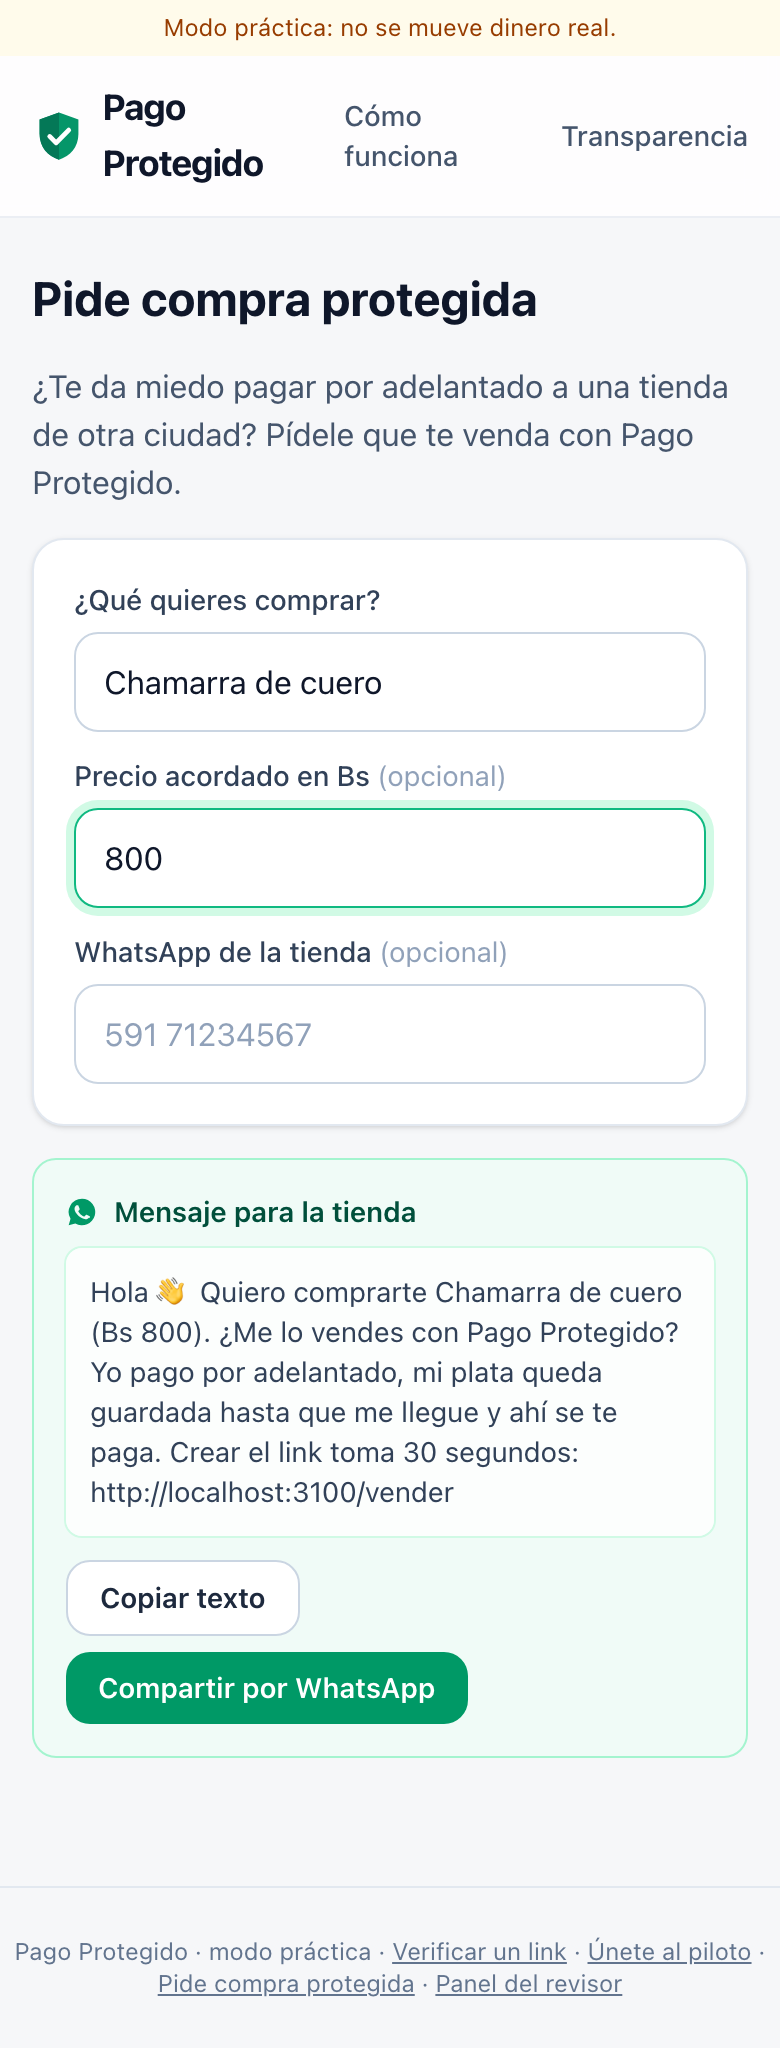 Modo práctica: no se mueve dinero real.
Pago
Protegido
Cómo
funciona
Transparencia
Pide compra protegida
¿Te da miedo pagar por adelantado a una tienda
de otra ciudad? Pídele que te venda con Pago
Protegido.
¿Qué quieres comprar?
Chamarra de cuero
Precio acordado en Bs (opcional)
800
WhatsApp de la tienda (opcional)
591 71234567
Mensaje para la tienda
Hola 👋 Quiero comprarte Chamarra de cuero
(Bs 800). ¿Me lo vendes con Pago Protegido?
Yo pago por adelantado, mi plata queda
guardada hasta que me llegue y ahí se te
paga. Crear el link toma 30 segundos:
http://localhost:3100/vender
Copiar texto
Compartir por WhatsApp
Pago Protegido · modo práctica · Verificar un link · Únete al piloto ·
Pide compra protegida · Panel del revisor